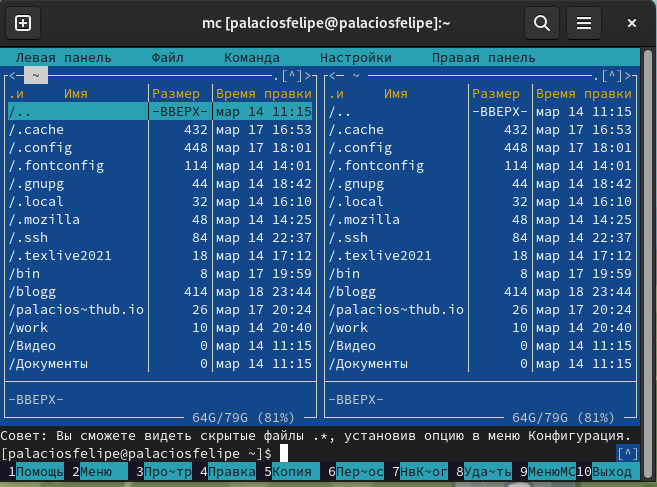 mc [palaciosfelipe@palaciosfelipe]:~
Левая панель Файл Команда Настройки Правая панель
<— ~ .[^]> <— ~ .[^]>
.и Имя Размер Время правки .и Имя Размер Время правки
/.. -ВВЕРХ- мар 14 11:15 /.. -ВВЕРХ- мар 14 11:15
/.cache 432 мар 17 16:53 /.cache 432 мар 17 16:53
/.config 448 мар 17 18:01 /.config 448 мар 17 18:01
/.fontconfig 114 мар 14 14:01 /.fontconfig 114 мар 14 14:01
/.gnupg 44 мар 14 18:42 /.gnupg 44 мар 14 18:42
/.local 32 мар 14 16:10 /.local 32 мар 14 16:10
/.mozilla 48 мар 14 14:25 /.mozilla 48 мар 14 14:25
/.ssh 84 мар 14 22:37 /.ssh 84 мар 14 22:37
/.texlive2021 18 мар 14 17:12 /.texlive2021 18 мар 14 17:12
/bin 8 мар 17 19:59 /bin 8 мар 17 19:59
/blogg 414 мар 18 23:44 /blogg 414 мар 18 23:44
/palacios~thub.io 26 мар 17 20:24 /palacios~thub.io 26 мар 17 20:24
/work 10 мар 14 20:40 /work 10 мар 14 20:40
/Видео 0 мар 14 11:15 /Видео 0 мар 14 11:15
/Документы 0 мар 14 11:15 /Документы 0 мар 14 11:15
-ВВЕРХ- -ВВЕРХ-
64G/79G (81%) 64G/79G (81%)
Совет: Вы сможете видеть скрытые файлы .*, установив опцию в меню Конфигурация.
[palaciosfelipe@palaciosfelipe ~]$ [^]
1Помощь 2Меню 3Про~тр 4Правка 5Копия 6Пер~ос 7НвК~ог 8Уда~ть 9МенюMC 10Выход